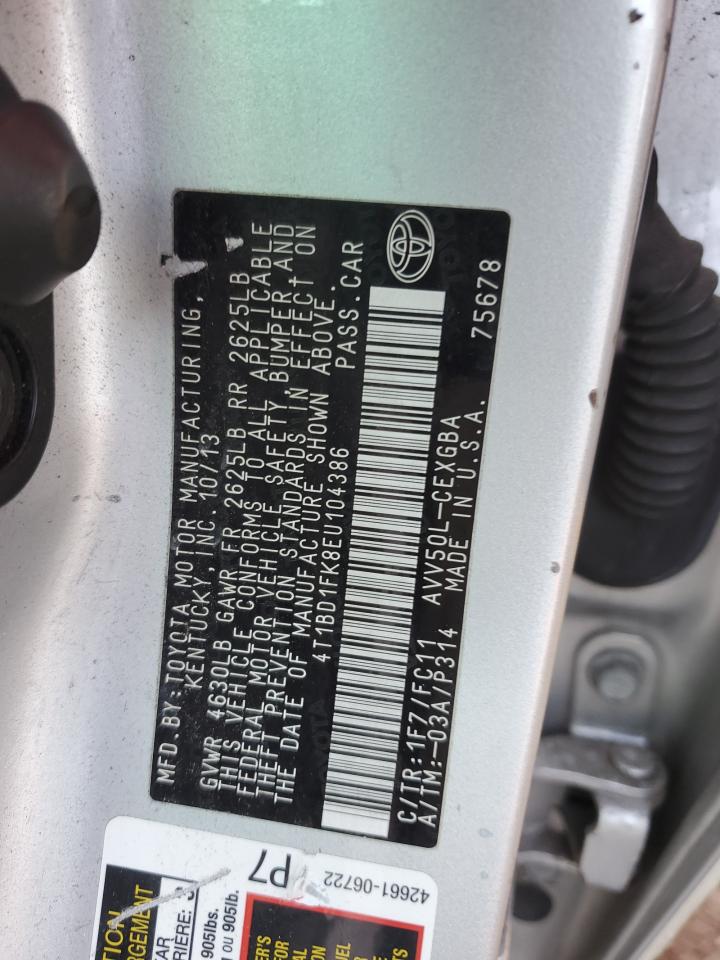 MFD. BY: TOYOTA MOTOR MANUFACTURING,
KENTUCKY, INC. 10/13
GVWR 4630LB GAWR FR 2625LB RR 2625LB
THIS VEHICLE CONFORMS TO ALL APPLICABLE
FEDERAL MOTOR VEHICLE SAFETY, BUMPER, AND
THEFT PREVENTION STANDARDS IN EFFECT ON
THE DATE OF MANUFACTURE SHOWN ABOVE.
4T1BD1FK8EU104386 PASS. CAR
C/TR: 1F7/FC11 AVV50L-CEXGBA
A/TM: -03A/P314 MADE IN U.S.A. 75678
P7
42661-06722
905lbs.
OU 905lb.